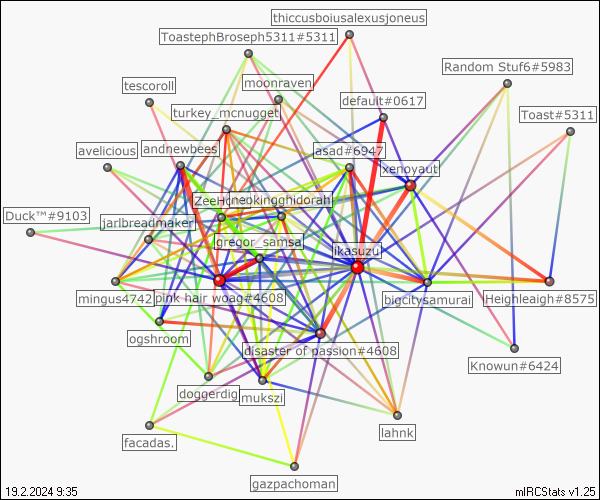 thiccusboiusalexusjoneus
ToastephBroseph5311#5311
Random Stuf6#5983
moonraven
tescoroll
default#0617
turkey_mcnugget
Toast#5311
avelicious
andnewbees
asad#6947
xenoyaut
neokingghidorah
Duck™#9103
jarlbreadmaker
gregor_samsa
ikasuzu
mingus4742
pink hair woag#4608
bigcitysamurai
Heighleaigh#8575
ogshroom
disaster of passion#4608
Knowun#6424
doggerdig
mukszi
lahnk
facadas.
gazpachoman
19.2.2024 9:35
mIRCStats v1.25